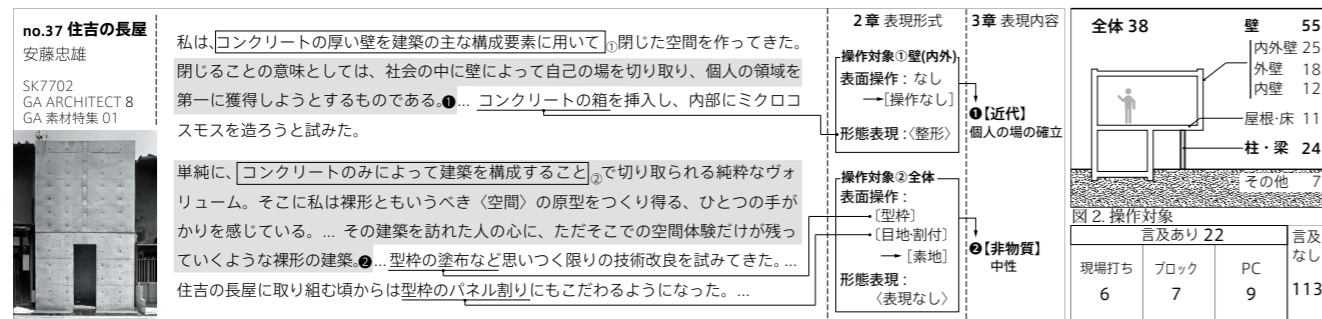 no.37 住吉の長屋
安藤忠雄
SK7702
GA ARCHITECT 8
GA 素材特集 01
私は、コンクリートの厚い壁を建築の主な構成要素に用いて①閉じた空間を作ってきた。
閉じることの意味としては、社会の中に壁によって自己の場を切り取り、個人の領域を
第一に獲得しようとするものである。❶... コンクリートの箱を挿入し、内部にミクロコ
スモスを造ろうと試みた。
単純に、コンクリートのみによって建築を構成すること②で切り取られる純粋なヴォ
リューム。そこに私は裸形ともいうべき〈空間〉の原型をつくり得る、ひとつの手が
かりを感じている。... その建築を訪れた人の心に、ただそこでの空間体験だけが残っ
ていくような裸形の建築。❷... 型枠の塗布など思いつく限りの技術改良を試みてきた。...
住吉の長屋に取り組む頃からは型枠のパネル割りにもこだわるようになった。...
2章 表現形式
操作対象①壁(内外)
表面操作 : なし
→[操作なし]
形態表現 :〈整形〉
操作対象②全体
表面操作 :
〔型枠〕
〔目地・割付〕
→ [素地]
形態表現 :
〈表現なし〉
3章 表現内容
❶【近代】
個人の場の確立
❷【非物質】
中性
全体 38
壁 55
内外壁 25
外壁 18
内壁 12
屋根・床 11
柱・梁 24
その他 7
図 2. 操作対象
言及あり 22
言及なし
現場打ち ブロック PC
6 7 9 113